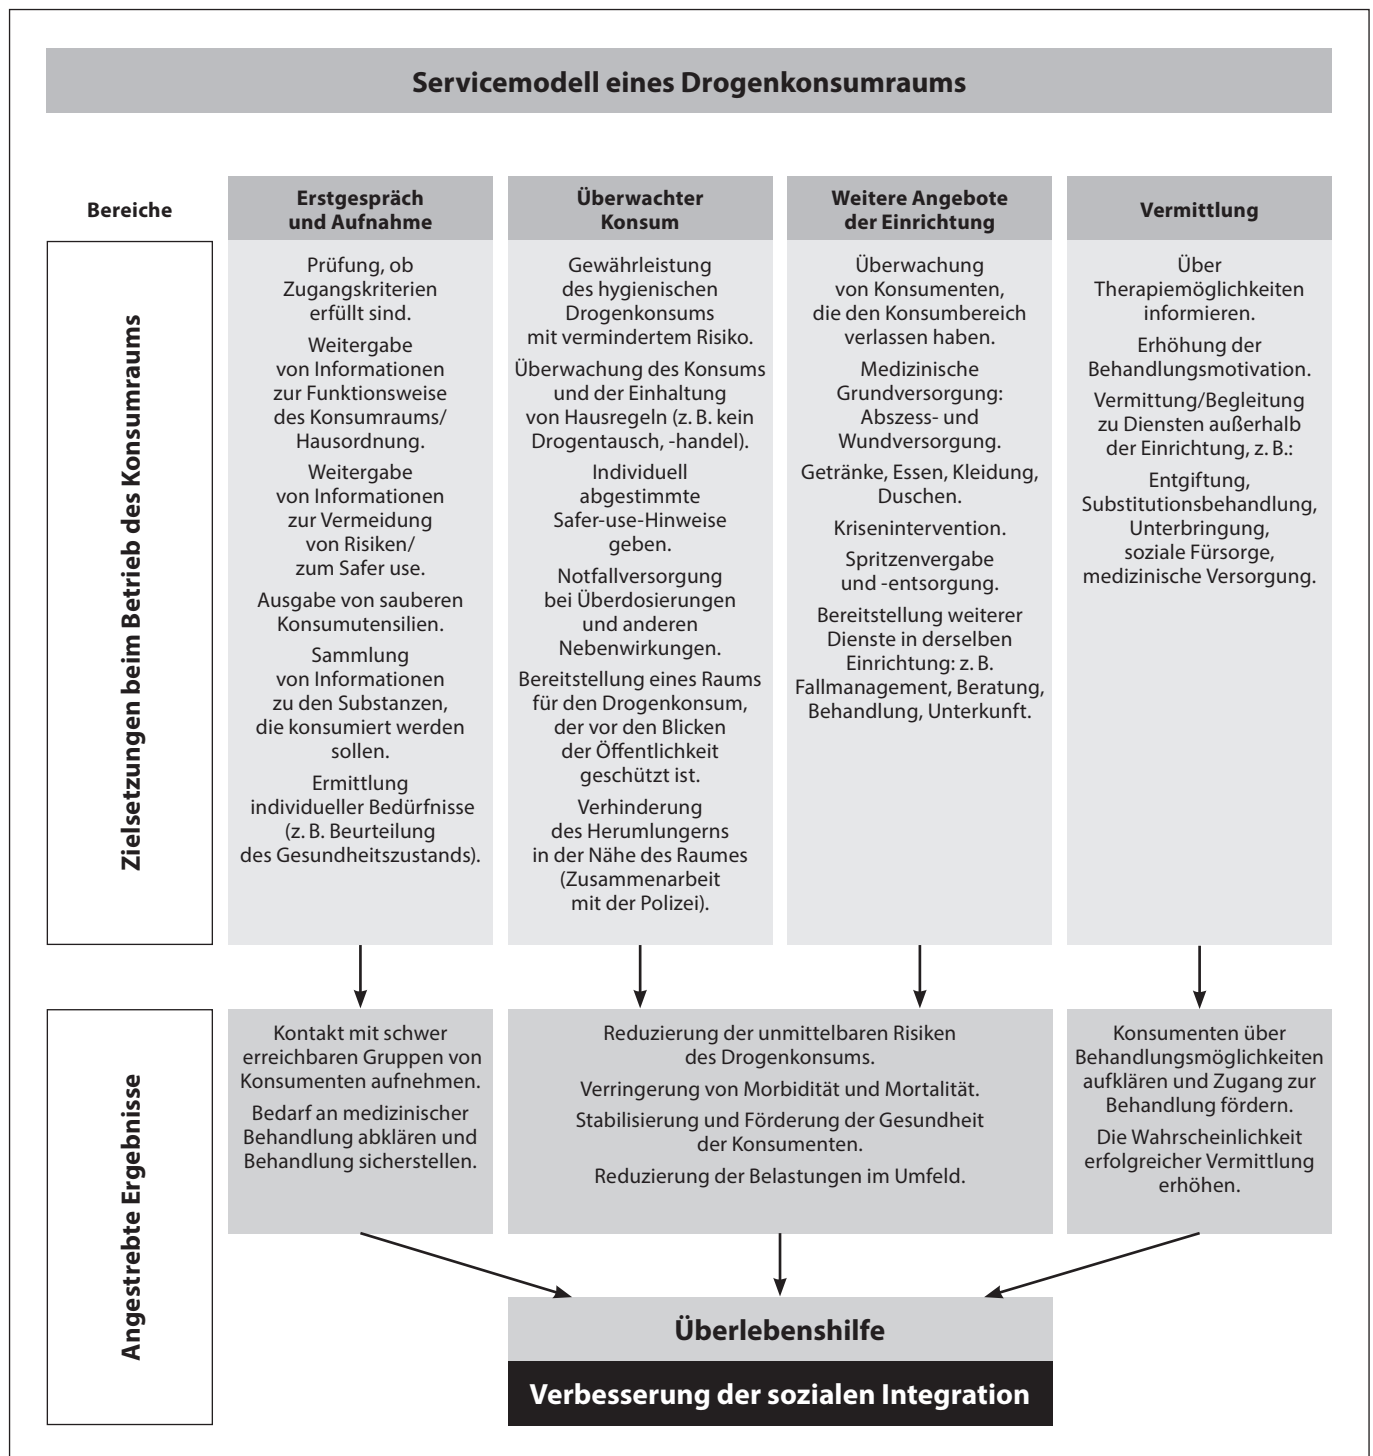 Servicemodell eines Drogenkonsumraums
Bereiche
Erstgespräch
und Aufnahme
Überwachter
Konsum
Weitere Angebote
der Einrichtung
Vermittlung
Zielsetzungen beim Betrieb des Konsumraums
Prüfung, ob
Zugangskriterien
erfüllt sind.
Weitergabe
von Informationen
zur Funktionsweise
des Konsumraums/
Hausordnung.
Weitergabe
von Informationen
zur Vermeidung
von Risiken/
zum Safer use.
Ausgabe von sauberen
Konsumutensilien.
Sammlung
von Informationen
zu den Substanzen,
die konsumiert werden
sollen.
Ermittlung
individueller Bedürfnisse
(z. B. Beurteilung
des Gesundheitszustands).
Gewährleistung
des hygienischen
Drogenkonsums
mit vermindertem Risiko.
Überwachung des Konsums
und der Einhaltung
von Hausregeln (z. B. kein
Drogentausch, -handel).
Individuell
abgestimmte
Safer-use-Hinweise
geben.
Notfallversorgung
bei Überdosierungen
und anderen
Nebenwirkungen.
Bereitstellung eines Raums
für den Drogenkonsum,
der vor den Blicken
der Öffentlichkeit
geschützt ist.
Verhinderung
des Herumlungerns
in der Nähe des Raumes
(Zusammenarbeit
mit der Polizei).
Überwachung
von Konsumenten,
die den Konsumbereich
verlassen haben.
Medizinische
Grundversorgung:
Abszess- und
Wundversorgung.
Getränke, Essen, Kleidung,
Duschen.
Krisenintervention.
Spritzenvergabe
und -entsorgung.
Bereitstellung weiterer
Dienste in derselben
Einrichtung: z. B.
Fallmanagement, Beratung,
Behandlung, Unterkunft.
Über
Therapiemöglichkeiten
informieren.
Erhöhung der
Behandlungsmotivation.
Vermittung/Begleitung
zu Diensten außerhalb
der Einrichtung, z. B.:
Entgiftung,
Substitutionsbehandlung,
Unterbringung,
soziale Fürsorge,
medizinische Versorgung.
Angestrebte Ergebnisse
Kontakt mit schwer
erreichbaren Gruppen von
Konsumenten aufnehmen.
Bedarf an medizinischer
Behandlung abklären und
Behandlung sicherstellen.
Reduzierung der unmittelbaren Risiken
des Drogenkonsums.
Verringerung von Morbidität und Mortalität.
Stabilisierung und Förderung der Gesundheit
der Konsumenten.
Reduzierung der Belastungen im Umfeld.
Konsumenten über
Behandlungsmöglichkeiten
aufklären und Zugang zur
Behandlung fördern.
Die Wahrscheinlichkeit
erfolgreicher Vermittlung
erhöhen.
Überlebenshilfe
Verbesserung der sozialen Integration